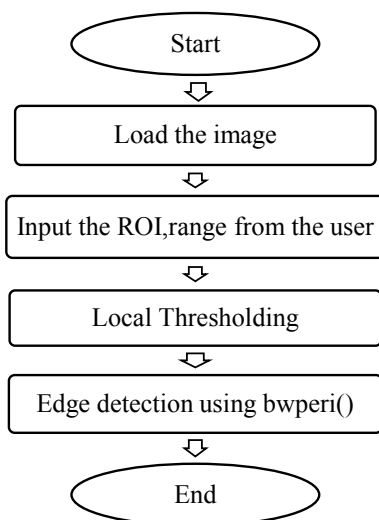 Start
Load the image
Input the ROI,range from the user
Local Thresholding
Edge detection using bwperi()
End